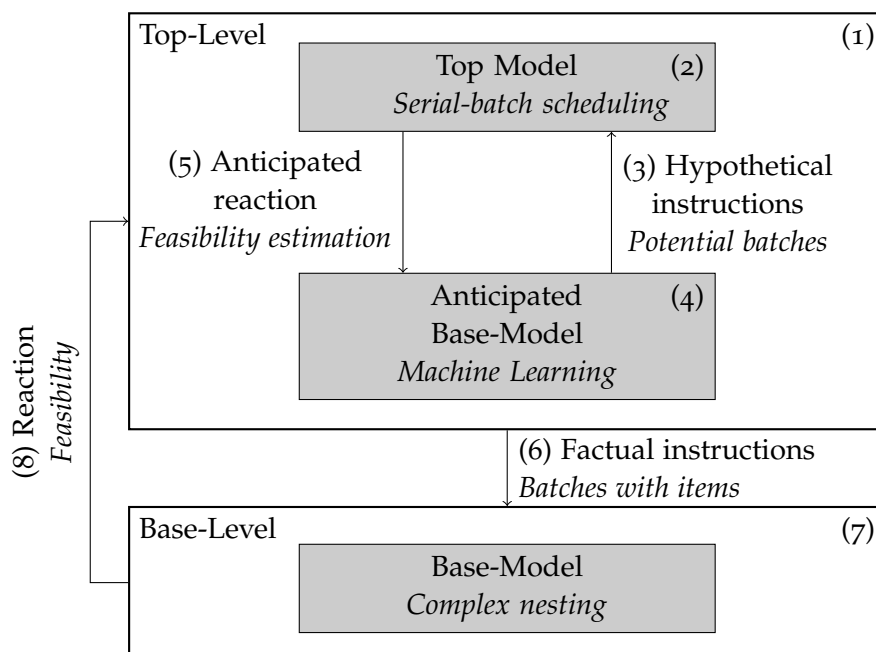 Top-Level (1)
Top Model (2)
Serial-batch scheduling
(5) Anticipated
reaction
Feasibility estimation
(3) Hypothetical
instructions
Potential batches
Anticipated (4)
Base-Model
Machine Learning
(8) Reaction
Feasibility
(6) Factual instructions
Batches with items
Base-Level (7)
Base-Model
Complex nesting